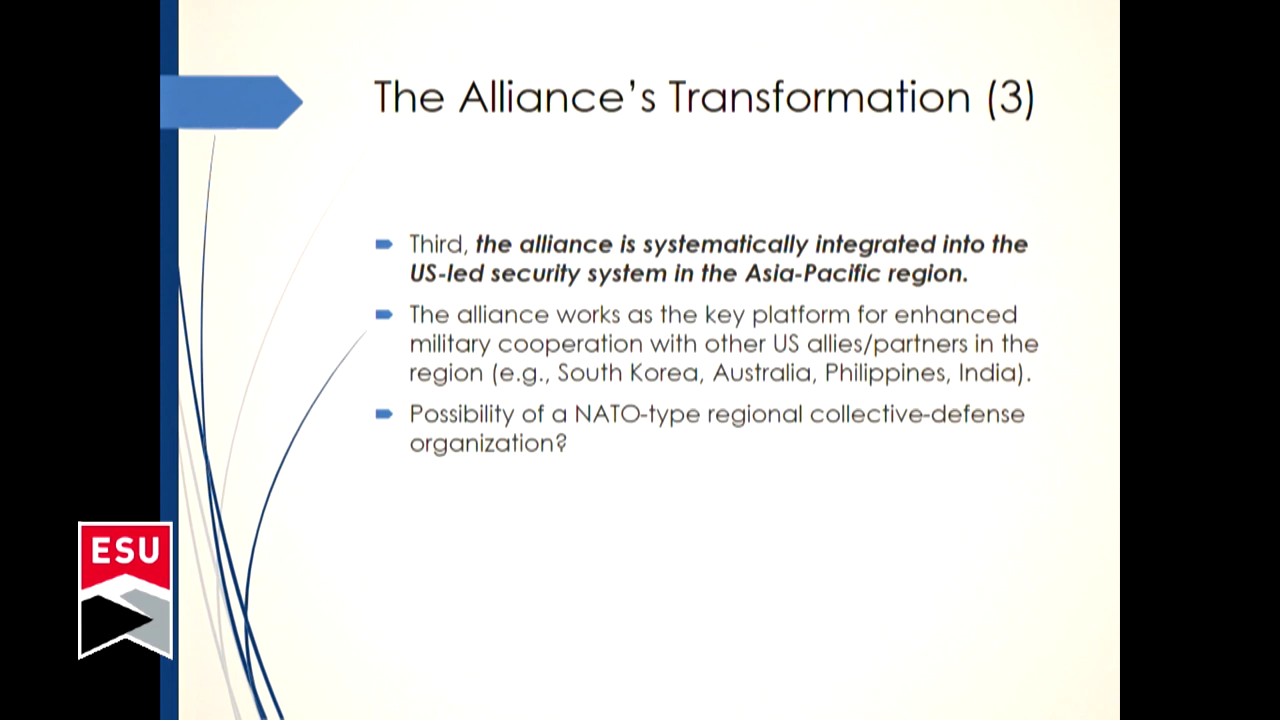 The Alliance’s Transformation (3)
Third, the alliance is systematically integrated into the
US-led security system in the Asia-Pacific region.
The alliance works as the key platform for enhanced
military cooperation with other US allies/partners in the
region (e.g., South Korea, Australia, Philippines, India).
Possibility of a NATO-type regional collective-defense
organization?
ESU